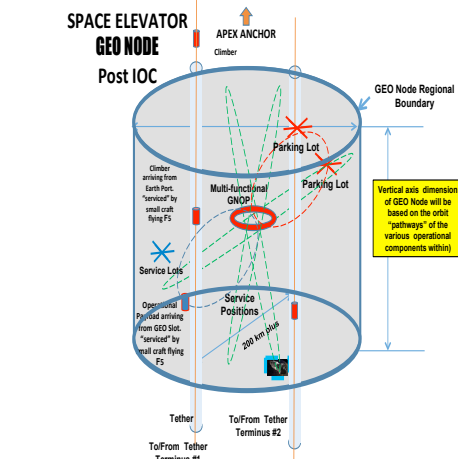 SPACE ELEVATOR
GEO NODE
Post IOC
APEX ANCHOR
Climber
GEO Node Regional
Boundary
Parking Lot
Parking Lot
Climber
arriving from
Earth Port.
"serviced" by
small craft
flying F5
Multi-functional
GNOP
Vertical axis dimension
of GEO Node will be
based on the orbit
"pathways" of the
various operational
components within)
Service Lots
Operational
Payload arriving
from GEO Slot.
"serviced" by
small craft flying
F5
Service
Positions
200 km plus
Tether
To/From Tether
Terminus #1
To/From Tether
Terminus #2